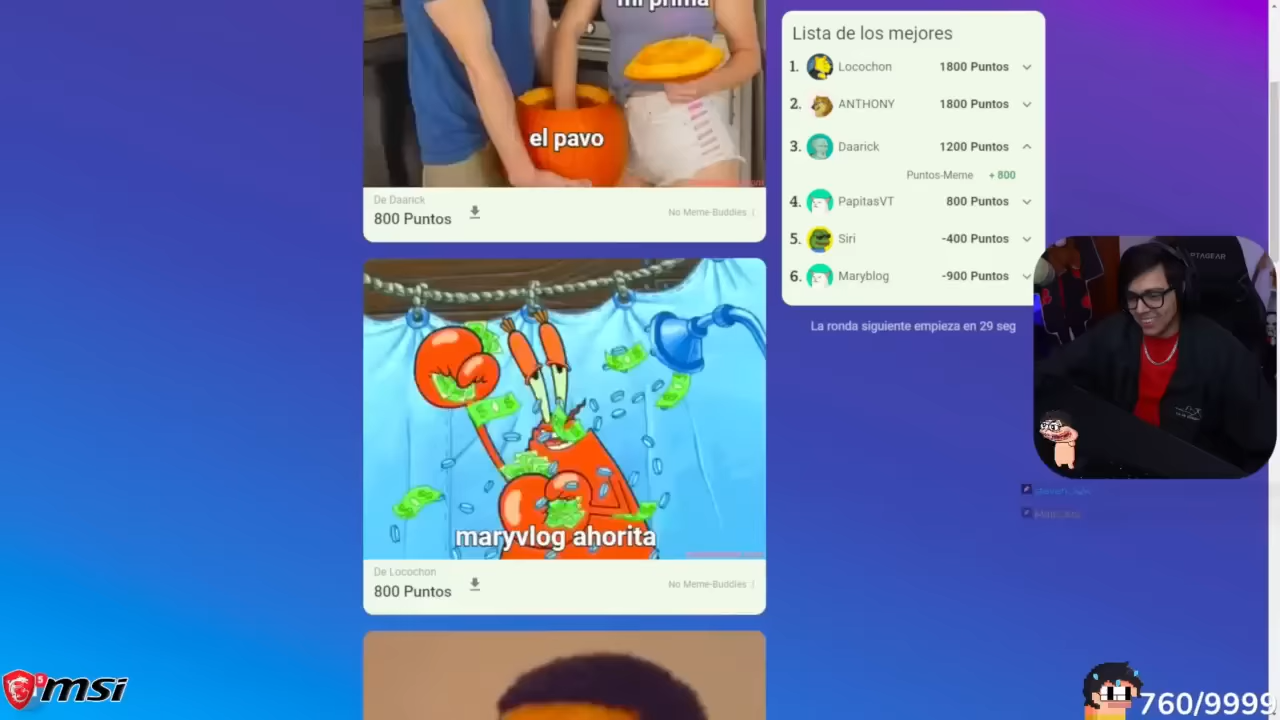 mi prima
el pavo
De Daarick
800 Puntos
No Meme-Buddies :(
maryvlog ahorita
De Locochon
800 Puntos
No Meme-Buddies :(
Lista de los mejores
1. Locochon 1800 Puntos
2. ANTHONY 1800 Puntos
3. Daarick 1200 Puntos
Puntos-Meme + 800
4. PapitasVT 800 Puntos
5. Siri -400 Puntos
6. Maryblog -900 Puntos
La ronda siguiente empieza en 29 seg
msi
760/9999